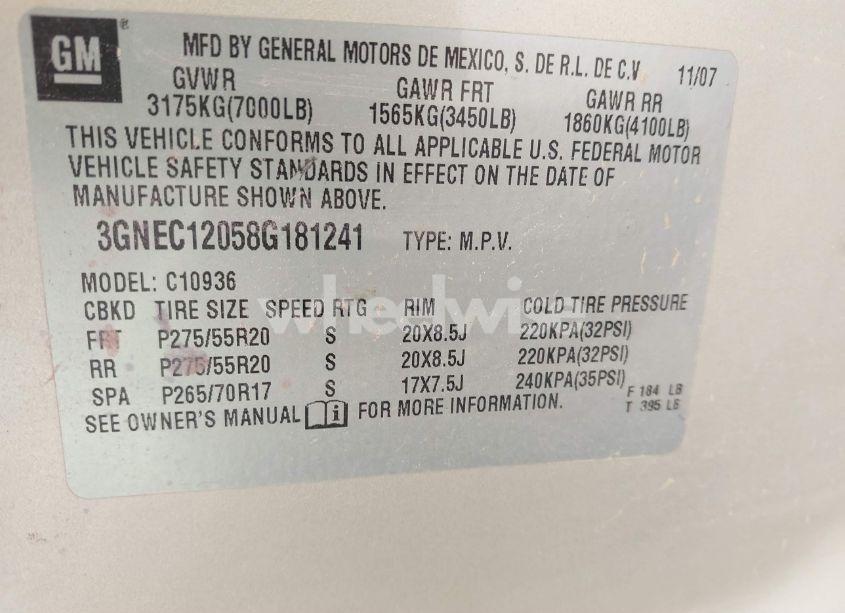 GM ®
MFD BY GENERAL MOTORS DE MEXICO, S. DE R.L. DE C.V 11/07
GVWR GAWR FRT GAWR RR
3175KG(7000LB) 1565KG(3450LB) 1860KG(4100LB)
THIS VEHICLE CONFORMS TO ALL APPLICABLE U.S. FEDERAL MOTOR
VEHICLE SAFETY STANDARDS IN EFFECT ON THE DATE OF
MANUFACTURE SHOWN ABOVE.
3GNEC12058G181241 TYPE: M.P.V.
MODEL: C10936
CBKD TIRE SIZE SPEED RTG RIM COLD TIRE PRESSURE
FRT P275/55R20 S 20X8.5J 220KPA(32PSI)
RR P275/55R20 S 20X8.5J 220KPA(32PSI)
SPA P265/70R17 S 17X7.5J 240KPA(35PSI)
F 184 LB
T 395 LB
SEE OWNER'S MANUAL i FOR MORE INFORMATION.